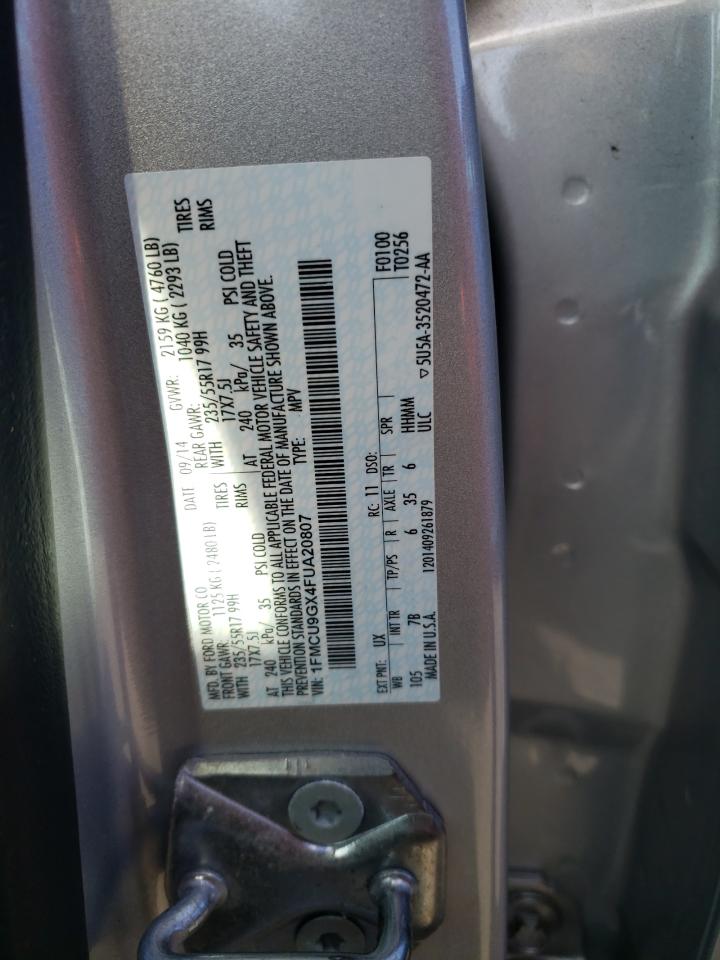 MFD. BY FORD MOTOR CO
DATE 09/14 GVWR: 2159 KG ( 4760 LB)
FRONT GAWR: 1125 KG ( 2480 LB) REAR GAWR: 1040 KG ( 2293 LB)
WITH 235/55R17 99H TIRES WITH 235/55R17 99H TIRES
17X7.5J RIMS 17X7.5J RIMS
AT 240 kPa/ 35 PSI COLD AT 240 kPa/ 35 PSI COLD
THIS VEHICLE CONFORMS TO ALL APPLICABLE FEDERAL MOTOR VEHICLE SAFETY AND THEFT
PREVENTION STANDARDS IN EFFECT ON THE DATE OF MANUFACTURE SHOWN ABOVE.
VIN: 1FMCU9GX4FUA20807 TYPE: MPV
EXT PNT: UX RC: 11 DSO: F0100
WB INT TR TP/PS R AXLE TR SPR T0256
105 7B 6 35 6 HHMM
MADE IN U.S.A. 1201409261879 ULC ▽5U5A-3520472-AA